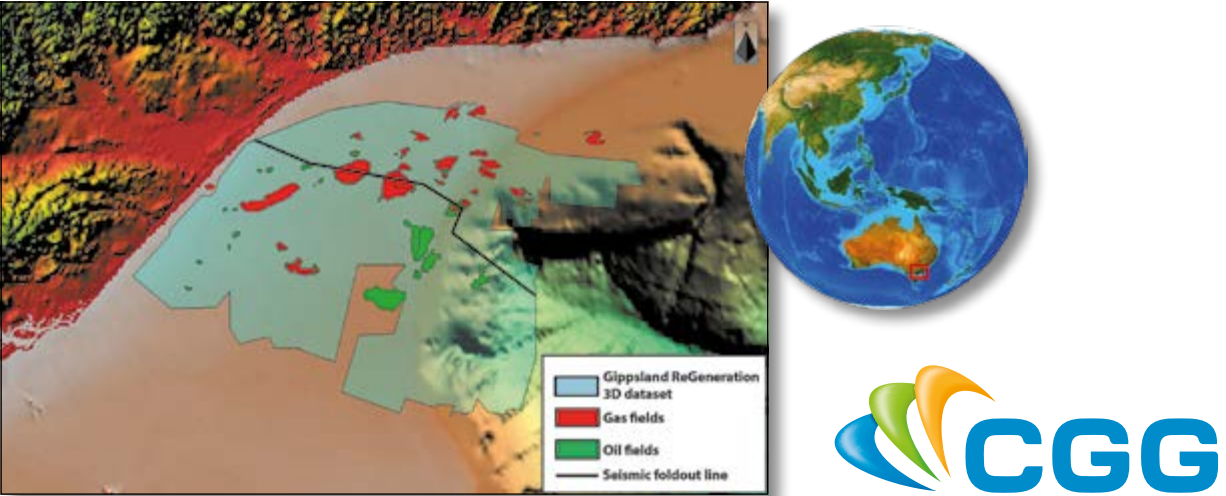 Gippsland ReGeneration
3D dataset
Gas fields
Oil fields
Seismic foldout line
CGG